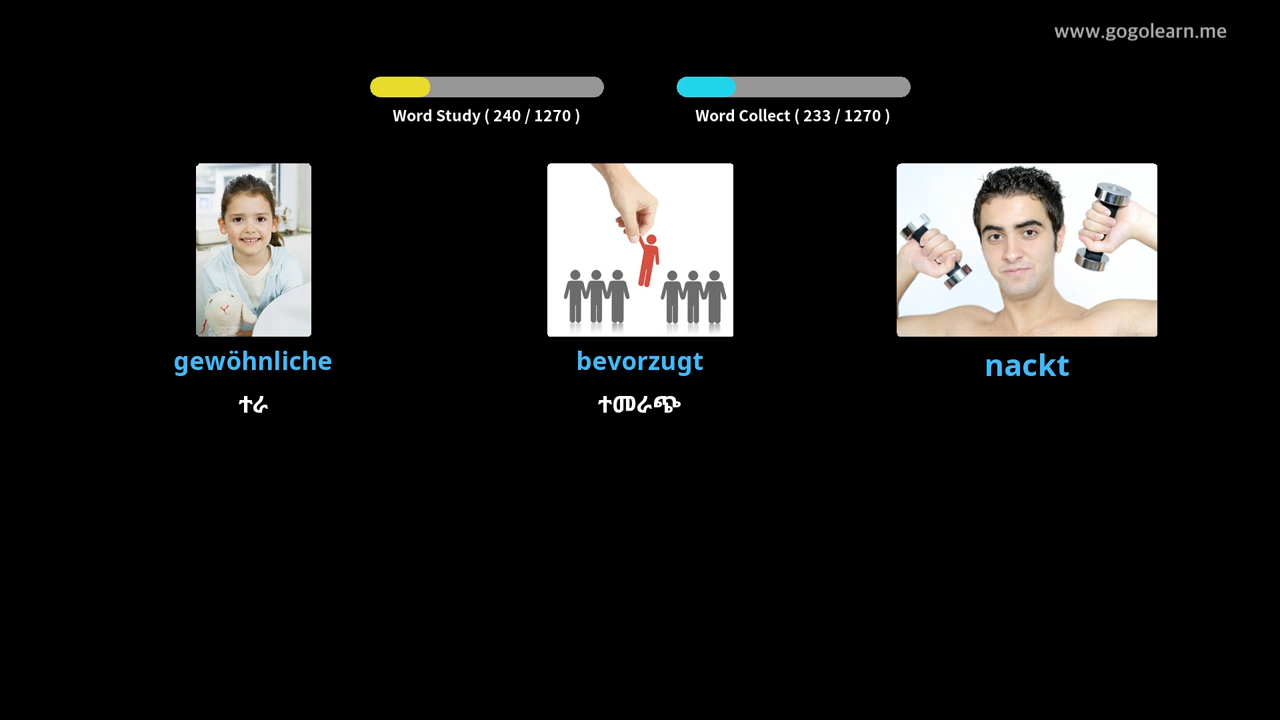 www.gogolearn.me
Word Study ( 240 / 1270 )
Word Collect ( 233 / 1270 )
gewöhnliche
bevorzugt
nackt
ተራ
ተመራጭ